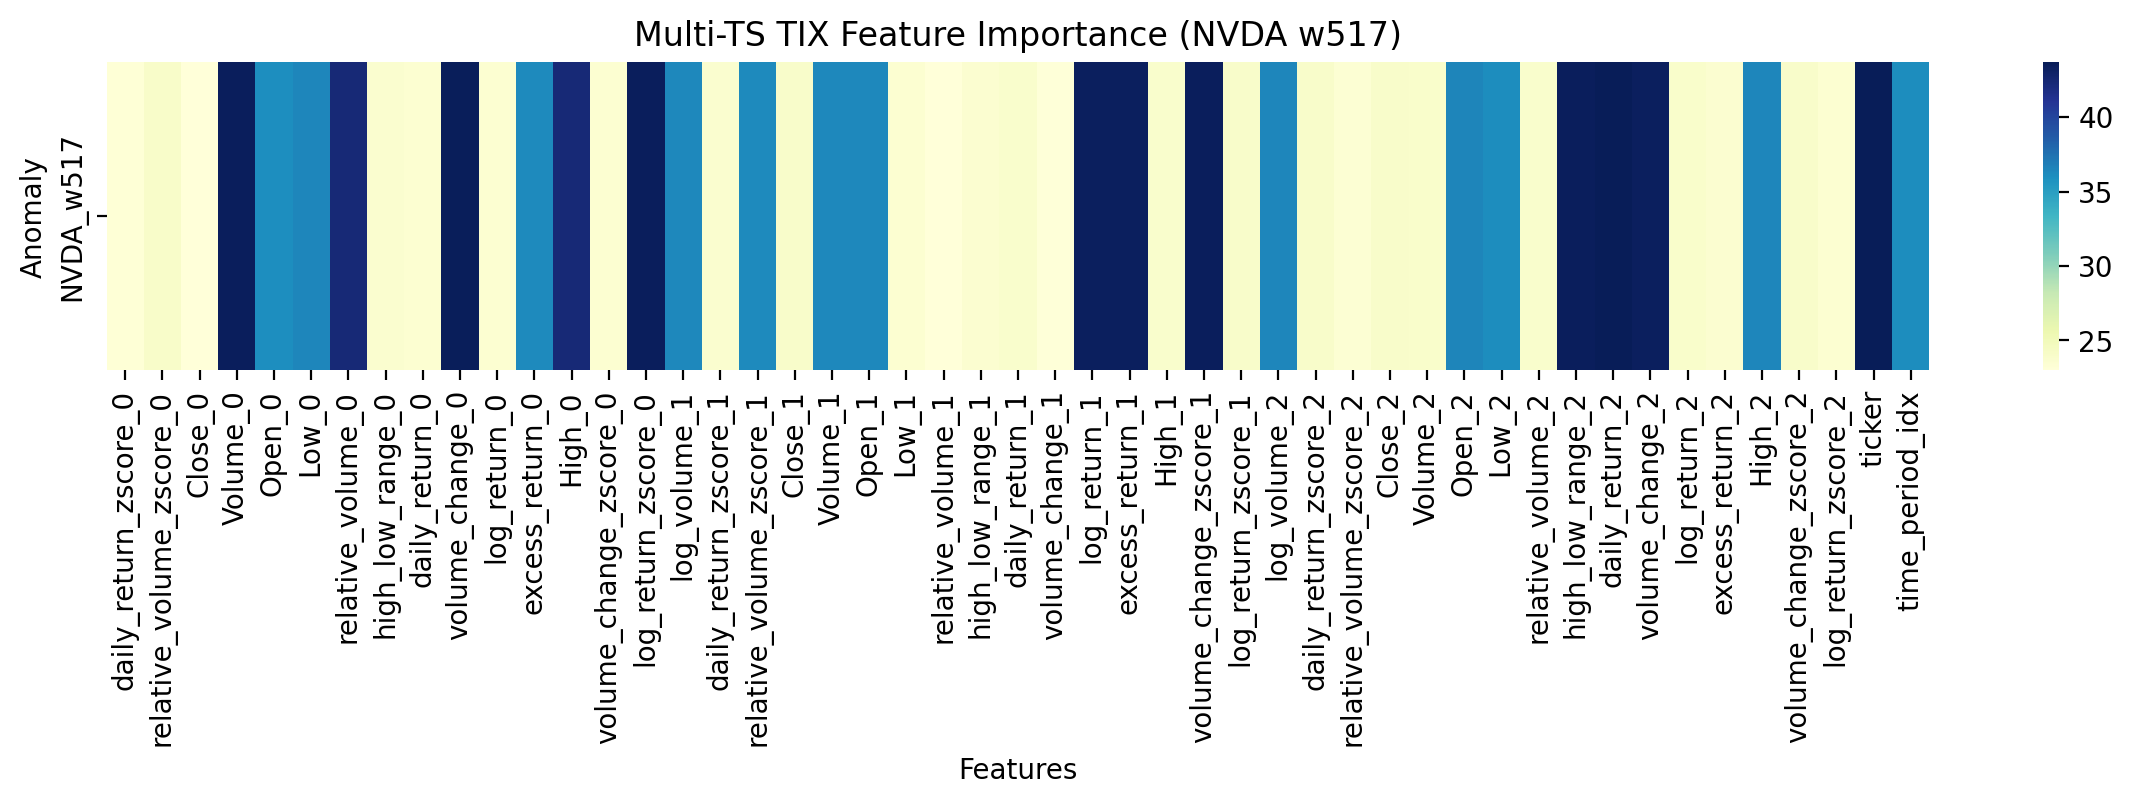 Multi-TS TIX Feature Importance (NVDA w517)
Anomaly
NVDA_w517
40
35
30
25
daily_return_zscore_0
relative_volume_zscore_0
Close_0
Volume_0
Open_0
Low_0
relative_volume_0
high_low_range_0
daily_return_0
volume_change_0
log_return_0
excess_return_0
High_0
volume_change_zscore_0
log_return_zscore_0
log_volume_1
daily_return_zscore_1
relative_volume_zscore_1
Close_1
Volume_1
Open_1
Low_1
relative_volume_1
high_low_range_1
daily_return_1
volume_change_1
log_return_1
excess_return_1
High_1
volume_change_zscore_1
log_return_zscore_1
log_volume_2
daily_return_zscore_2
relative_volume_zscore_2
Close_2
Volume_2
Open_2
Low_2
relative_volume_2
high_low_range_2
daily_return_2
volume_change_2
log_return_2
excess_return_2
High_2
volume_change_zscore_2
log_return_zscore_2
ticker
time_period_idx
Features